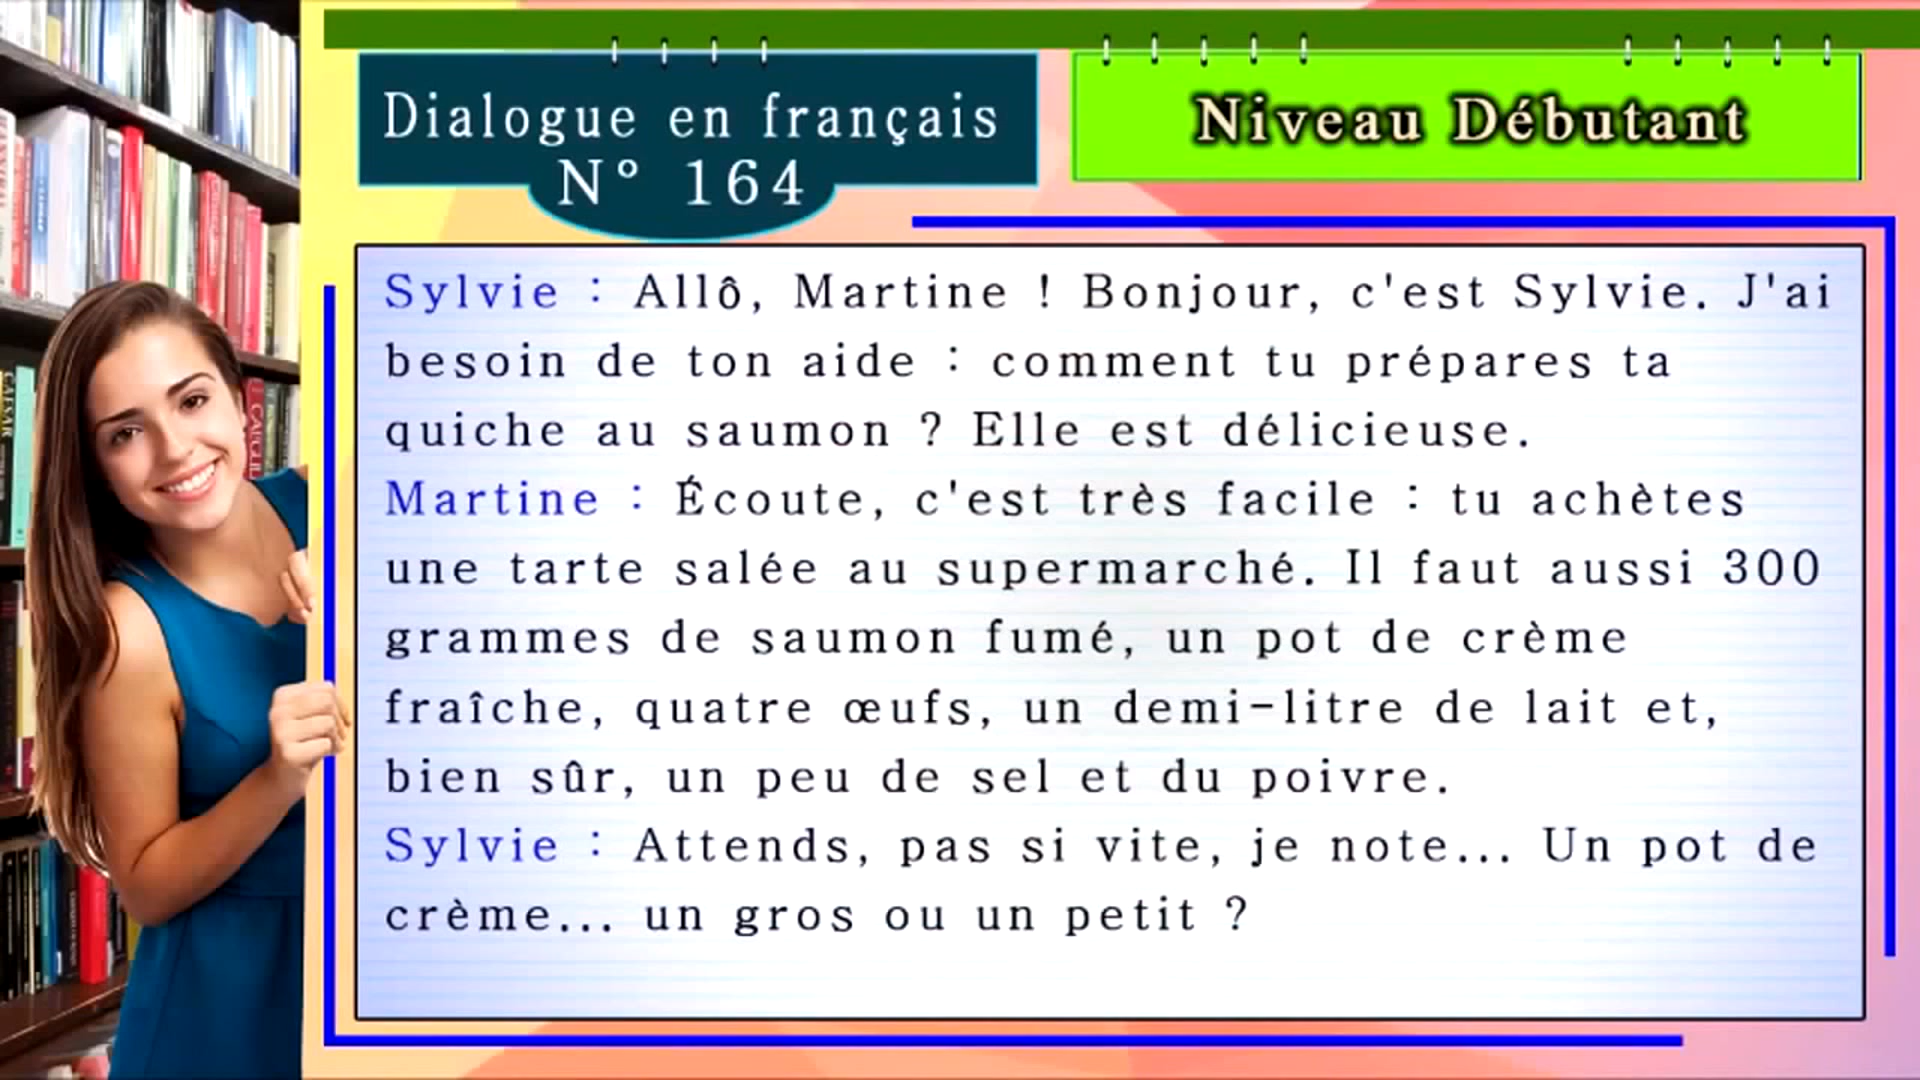 Dialogue en français
N° 164
Niveau Débutant
Sylvie : Allô, Martine ! Bonjour, c'est Sylvie. J'ai
besoin de ton aide : comment tu prépares ta
quiche au saumon ? Elle est délicieuse.
Martine : Écoute, c'est très facile : tu achètes
une tarte salée au supermarché. Il faut aussi 300
grammes de saumon fumé, un pot de crème
fraîche, quatre œufs, un demi-litre de lait et,
bien sûr, un peu de sel et du poivre.
Sylvie : Attends, pas si vite, je note... Un pot de
crème... un gros ou un petit ?